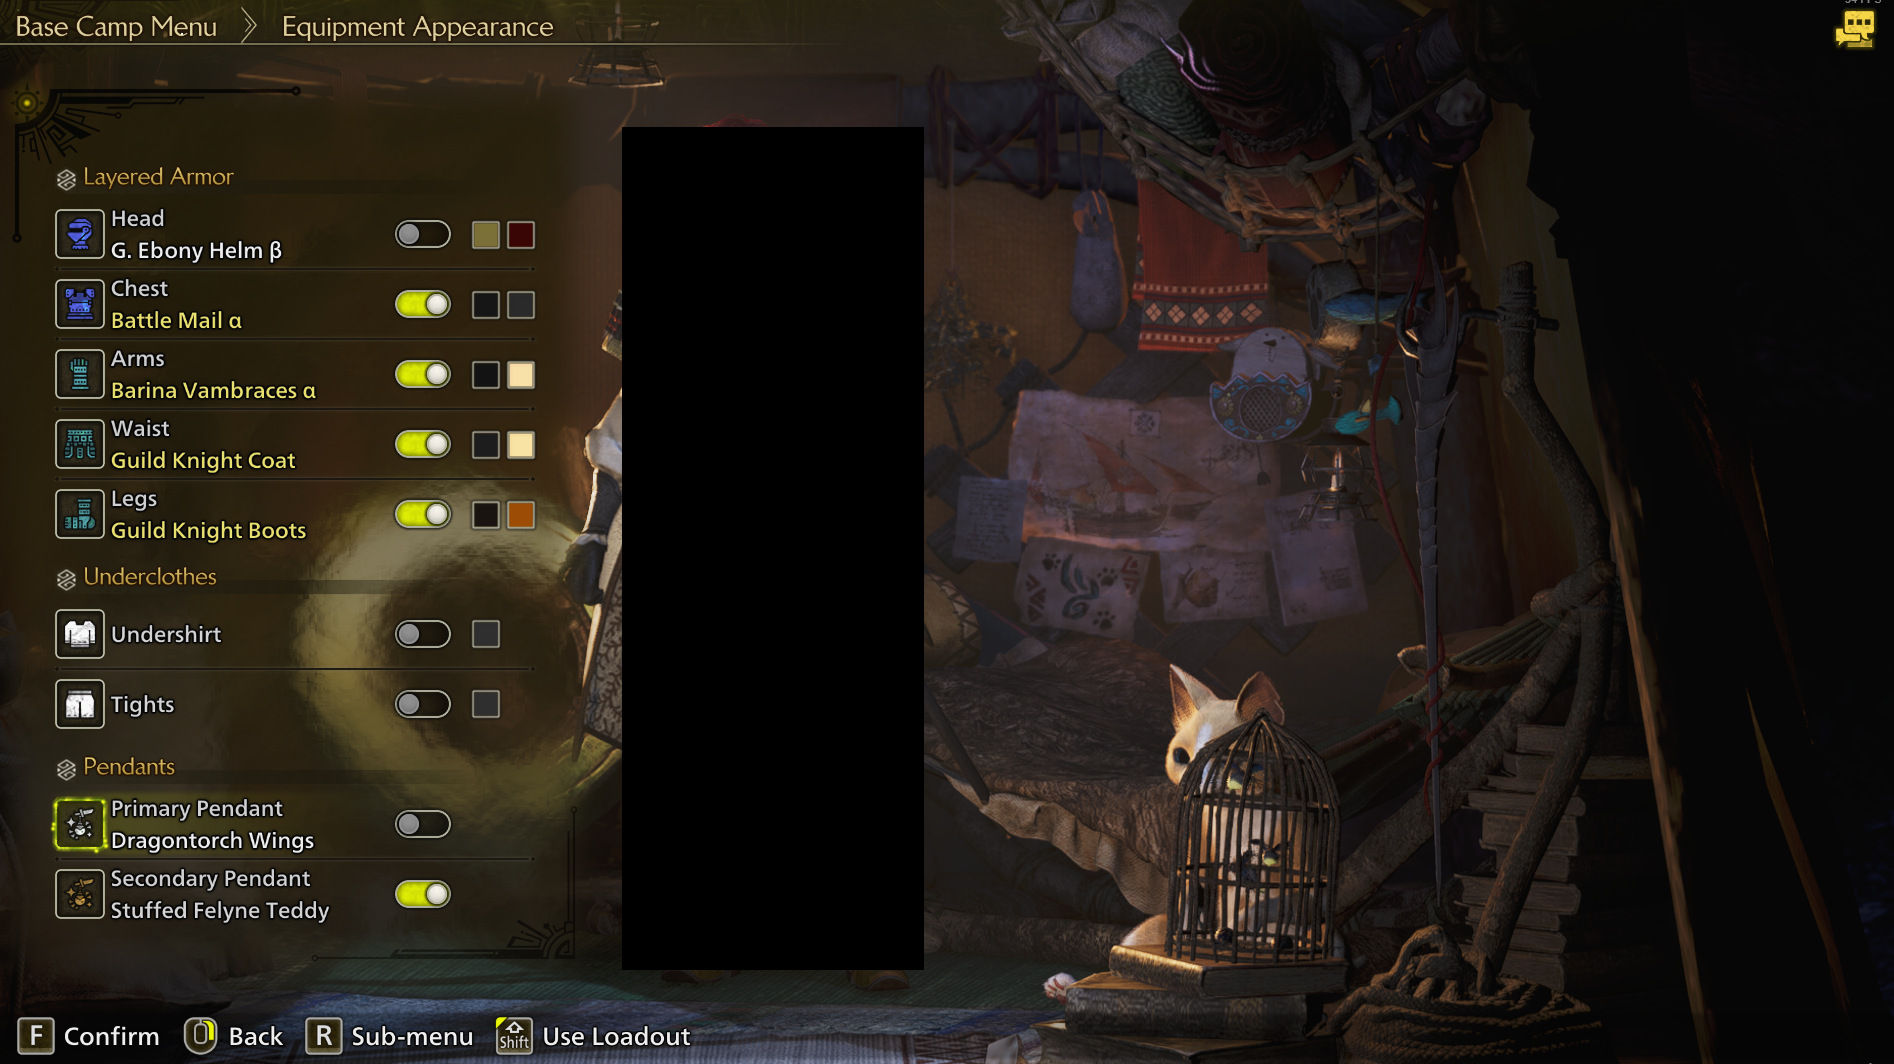 Base Camp Menu
Equipment Appearance
Layered Armor
Head
G. Ebony Helm β
Chest
Battle Mail α
Arms
Barina Vambraces α
Waist
Guild Knight Coat
Legs
Guild Knight Boots
Underclothes
Undershirt
Tights
Pendants
Primary Pendant
Dragontorch Wings
Secondary Pendant
Stuffed Felyne Teddy
F Confirm
Back
R Sub-menu
Shift Use Loadout